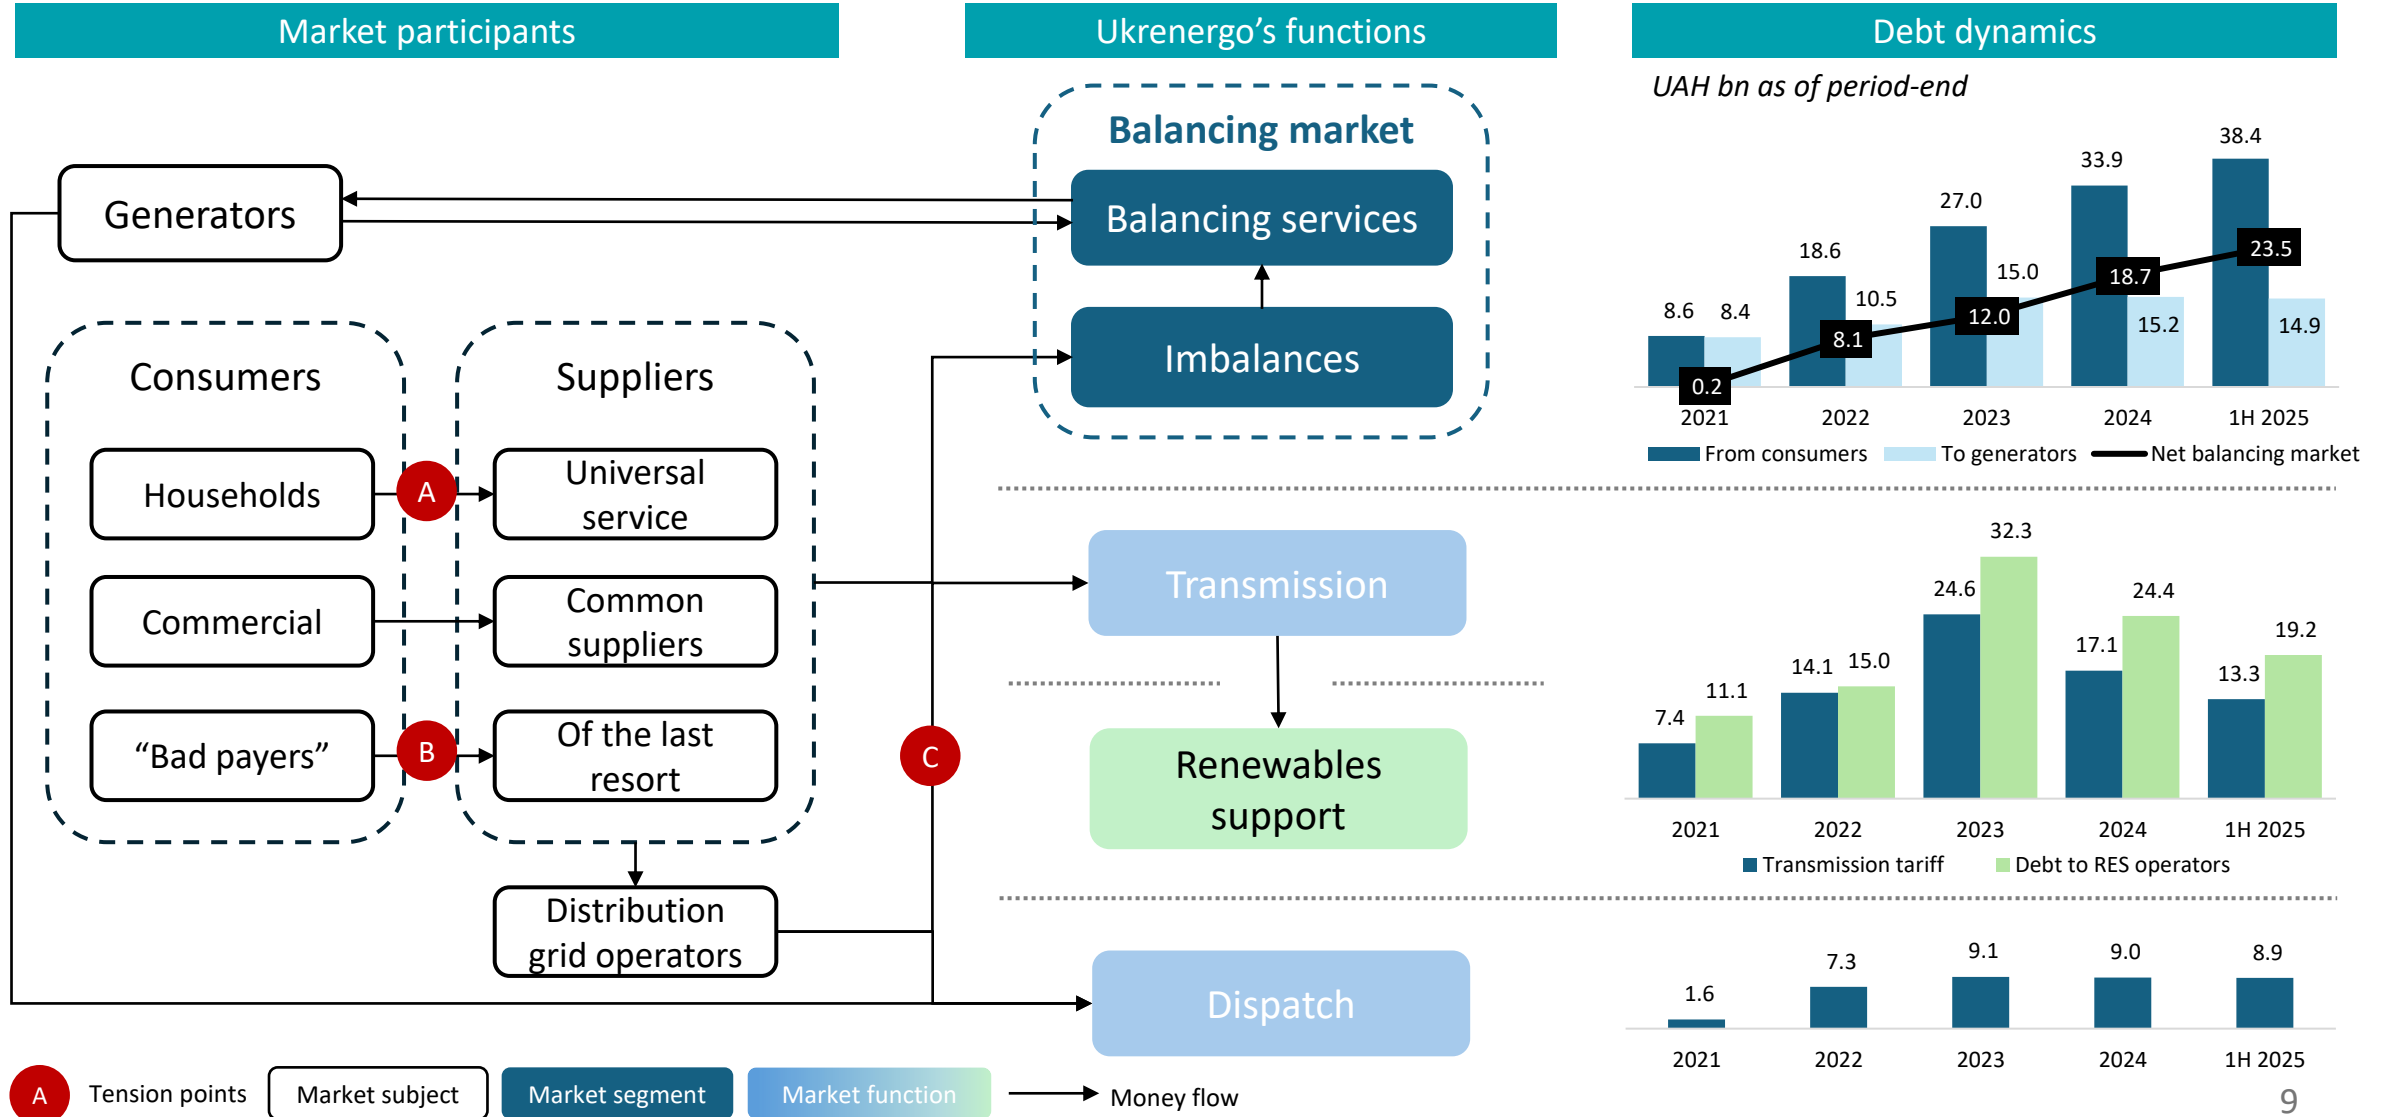 Market participants
Ukrenergo’s functions
Debt dynamics
Generators
Consumers
Suppliers
Households
A
Universal
service
Commercial
Common
suppliers
“Bad payers”
B
Of the last
resort
Distribution
grid operators
C
Balancing market
Balancing services
Imbalances
Transmission
Renewables
support
Dispatch
UAH bn as of period-end
38.4
33.9
27.0
23.5
18.6
15.0
18.7
10.5
8.6 8.4
12.0
15.2
14.9
8.1
0.2
2021 2022 2023 2024 1H 2025
From consumers To generators Net balancing market
32.3
24.6
24.4
19.2
17.1
14.1 15.0
13.3
11.1
7.4
2021 2022 2023 2024 1H 2025
Transmission tariff Debt to RES operators
9.1 9.0 8.9
7.3
1.6
2021 2022 2023 2024 1H 2025
A Tension points Market subject Market segment Market function Money flow
9